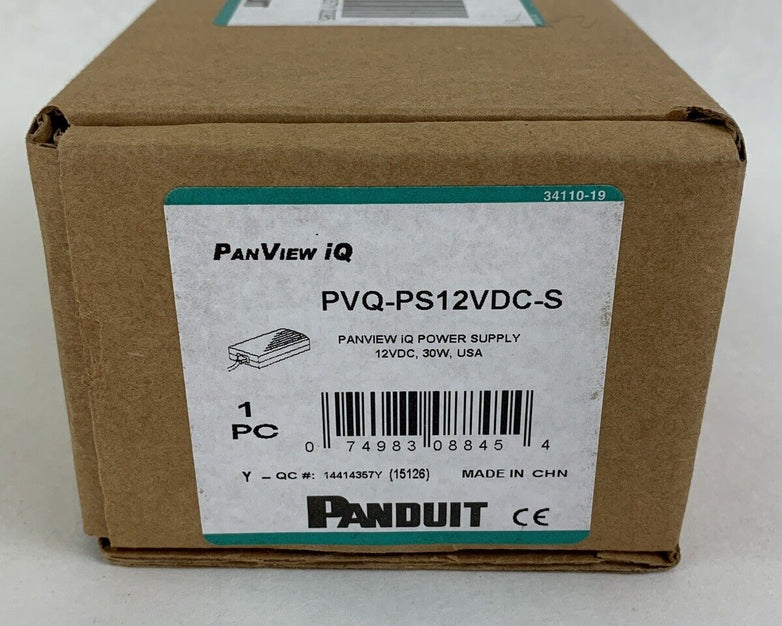 34110-19
PANVIEW iQ
PVQ-PS12VDC-S
PANVIEW iQ POWER SUPPLY
12VDC, 30W, USA
1
PC
0 74983 08845 4
Y - QC #: 14414357Y (15126) MADE IN CHN
PANDUIT CE